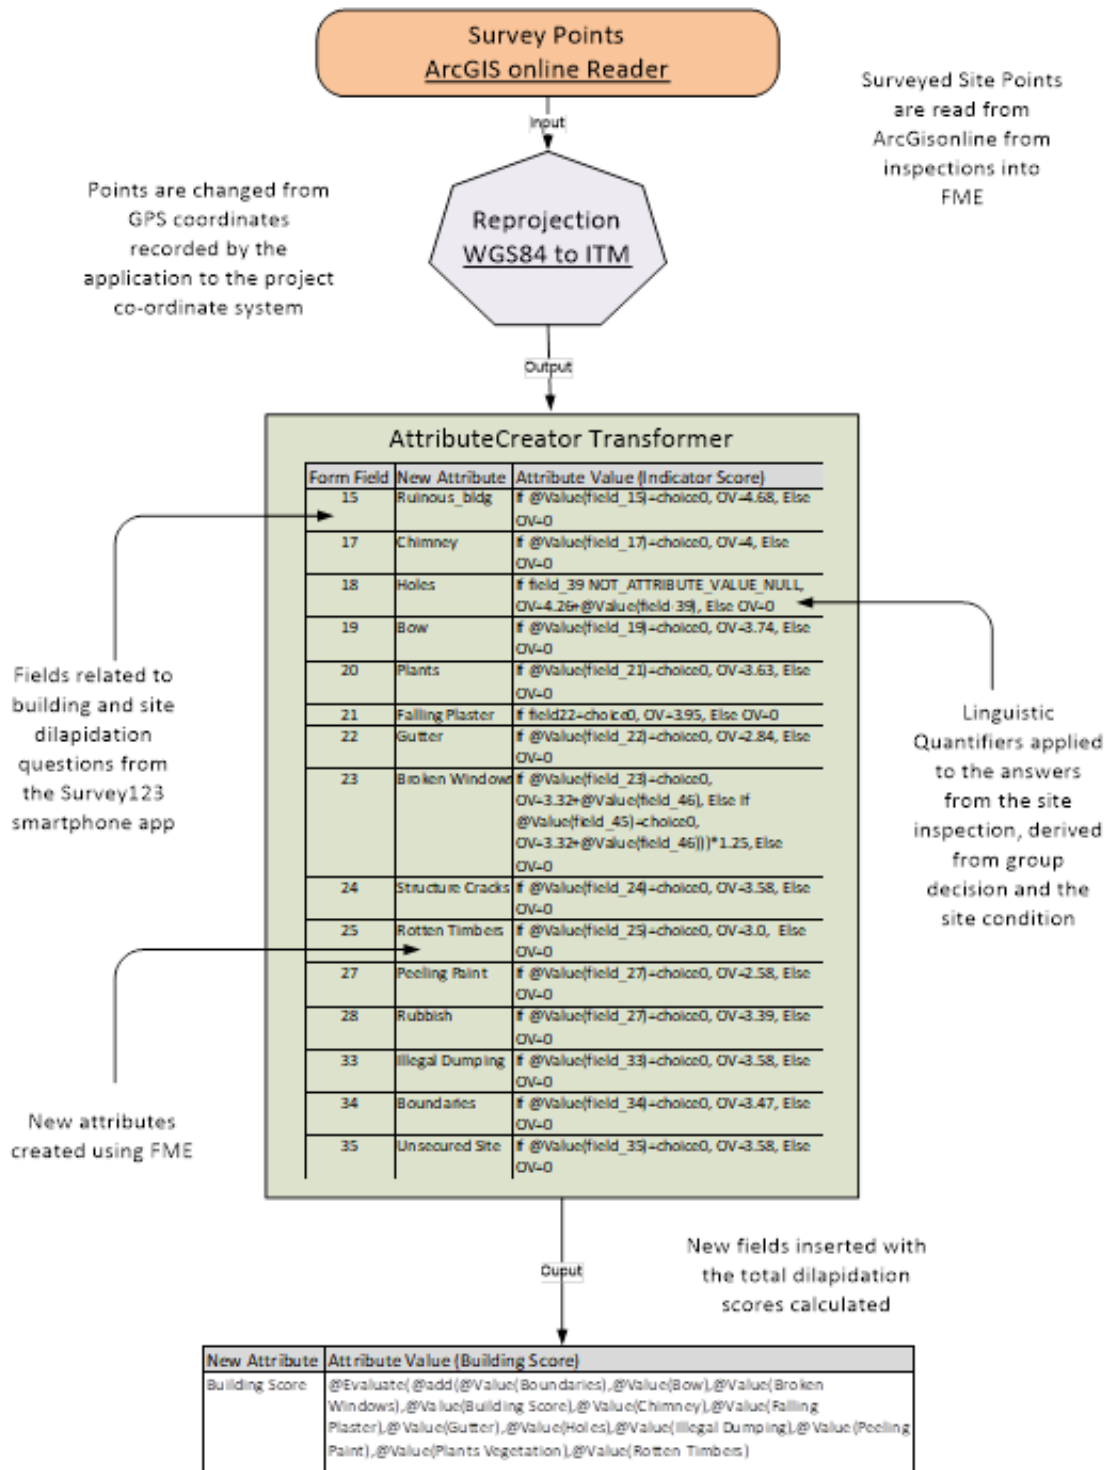 Survey Points
ArcGIS online Reader
Surveyed Site Points
are read from
ArcGisonline from
inspections into
FME
Input
Points are changed from
GPS coordinates
recorded by the
application to the project
co-ordinate system
Reprojection
WGS84 to ITM
Output
AttributeCreator Transformer
Form Field New Attribute Attribute Value (Indicator Score)
15 Ruinous_bldg If @Value(field_15)=choice0, OV=4.68, Else
OV=0
17 Chimney If @Value(field_17)=choice0, OV=4, Else
OV=0
18 Holes If field_39 NOT_ATTRIBUTE_VALUE_NULL,
OV=4.26+@Value(field 39), Else OV=0
19 Bow If @Value(field_19)=choice0, OV=3.74, Else
OV=0
20 Plants If @Value(field_21)=choice0, OV=3.63, Else
OV=0
21 Falling Plaster If field22=choice0, OV=3.95, Else OV=0
22 Gutter If @Value(field_22)=choice0, OV=2.84, Else
OV=0
23 Broken Windows If @Value(field_23)=choice0,
OV=3.32+@Value(field_46), Else If
@Value(field_45)=choice0,
OV=3.32+@Value(field_46)))*1.25, Else
OV=0
24 Structure Cracks If @Value(field_24)=choice0, OV=3.58, Else
OV=0
25 Rotten Timbers If @Value(field_25)=choice0, OV=3.0, Else
OV=0
27 Peeling Paint If @Value(field_27)=choice0, OV=2.58, Else
OV=0
28 Rubbish If @Value(field_27)=choice0, OV=3.39, Else
OV=0
33 Illegal Dumping If @Value(field_33)=choice0, OV=3.58, Else
OV=0
34 Boundaries If @Value(field_34)=choice0, OV=3.47, Else
OV=0
35 Unsecured Site If @Value(field_35)=choice0, OV=3.58, Else
OV=0
Fields related to
building and site
dilapidation
questions from
the Survey123
smartphone app
Linguistic
Quantifiers applied
to the answers
from the site
inspection, derived
from group
decision and the
site condition
New attributes
created using FME
Ouput
New fields inserted with
the total dilapidation
scores calculated
New Attribute Attribute Value (Building Score)
Building Score @Evaluate(@add(@Value(Boundaries),@Value(Bow),@Value(Broken
Windows),@Value(Building Score),@Value(Chimney),@Value(Falling
Plaster),@Value(Gutter),@Value(Holes),@Value(Illegal Dumping),@Value(Peeling
Paint),@Value(Plants Vegetation),@Value(Rotten Timbers)